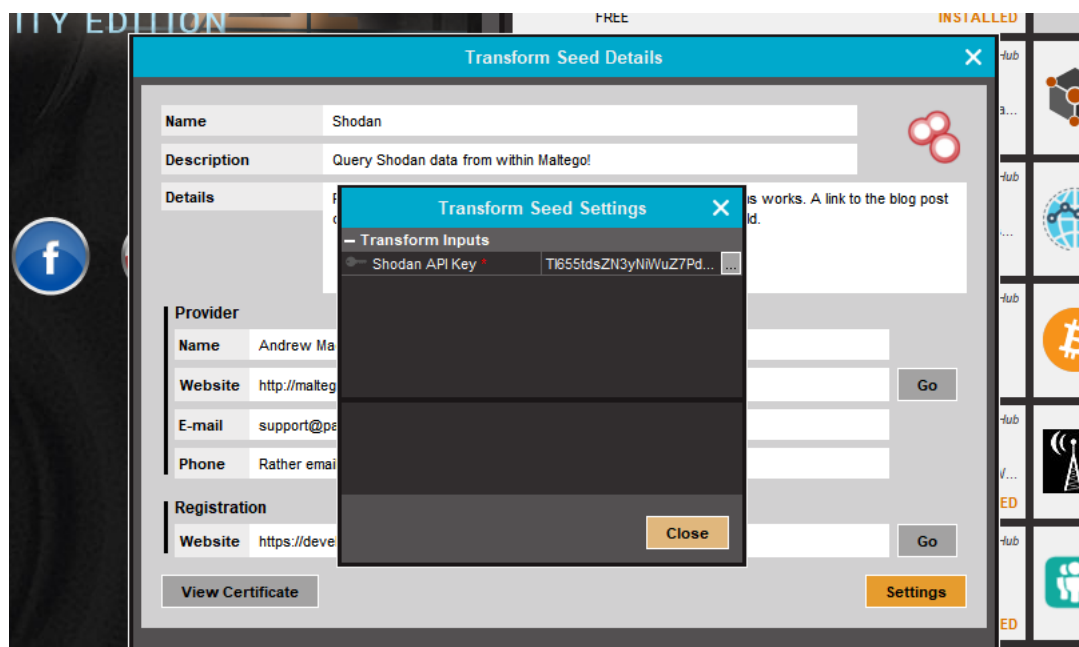 ITY EDITION
FREE
INSTALLED
Transform Seed Details
Hub
Name
Shodan
Description
Query Shodan data from within Maltego!
Details
is works. A link to the blog post
ld.
Transform Seed Settings
Transform Inputs
Shodan API Key *
...
Provider
Name
Andrew Ma
Website
http://malteg
Go
E-mail
support@pa
Phone
Rather emai
Registration
Website
https://devel
Go
Close
View Certificate
Settings
a...
Hub
...
Hub
Hub
ED
Hub
ED
f